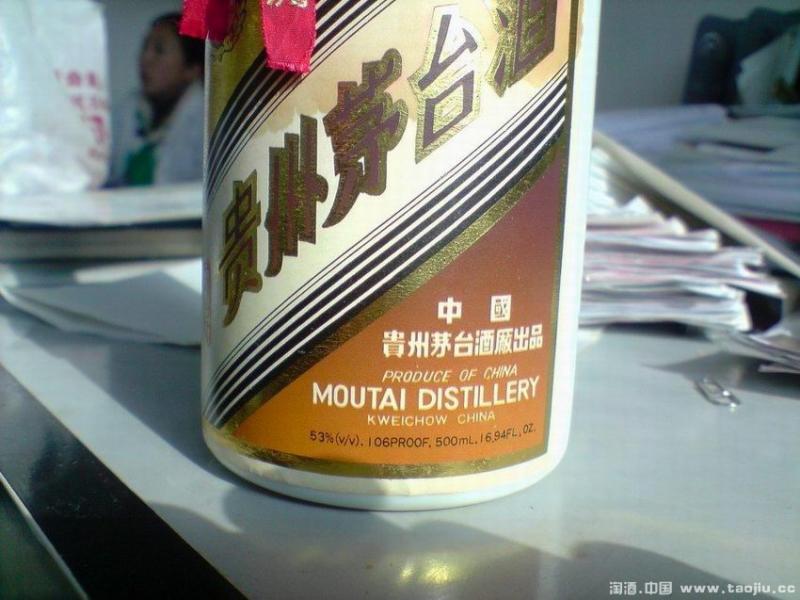 酒
贵州茅台酒
中國
貴州茅台酒厰出品
PRODUCE OF CHINA
MOUTAI DISTILLERY
KWEICHOW CHINA
53%(v/v). 106PROOF, 500mL, 16.94FL, OZ.
淘酒.中国 www.taojiu.cc